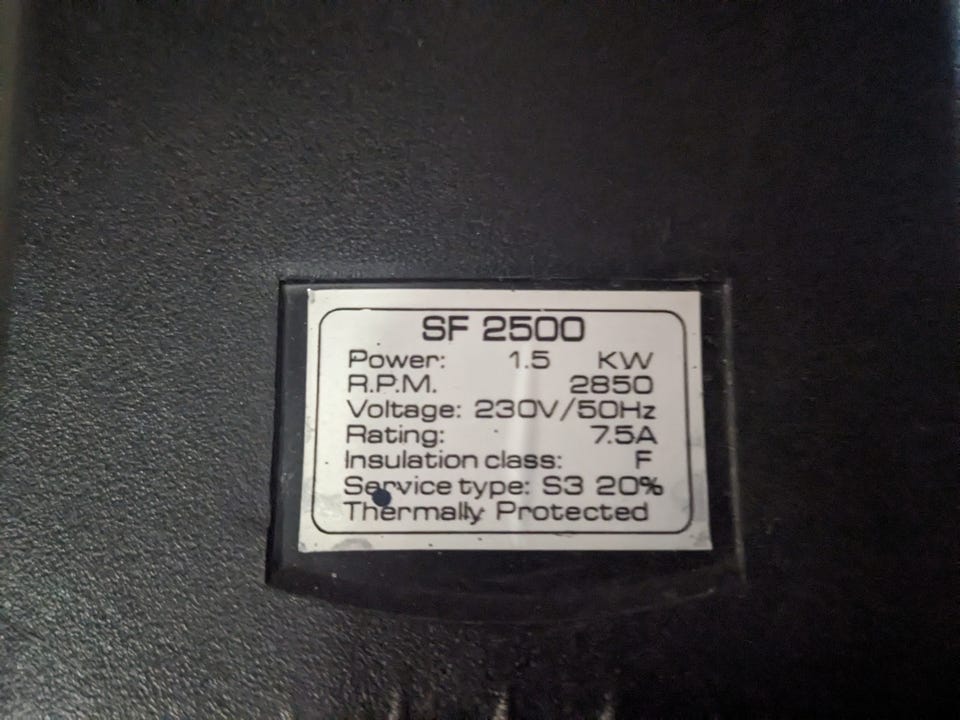 SF 2500
Power: 1.5 KW
R.P.M. 2850
Voltage: 230V/50Hz
Rating: 7.5A
Insulation class: F
Service type: S3 20%
Thermally Protected